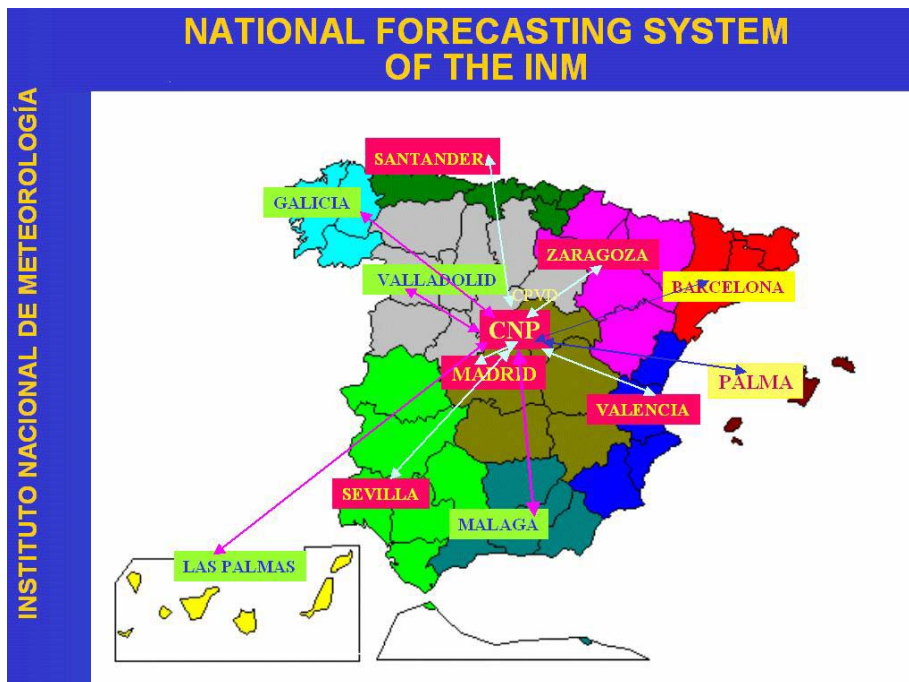 NATIONAL FORECASTING SYSTEM
OF THE INM
INSTITUTO NACIONAL DE METEOROLOGÍA
SANTANDER
GALICIA
ZARAGOZA
VALLADOLID
BARCELONA
CNP
MADRID
PALMA
VALENCIA
SEVILLA
MALAGA
LAS PALMAS